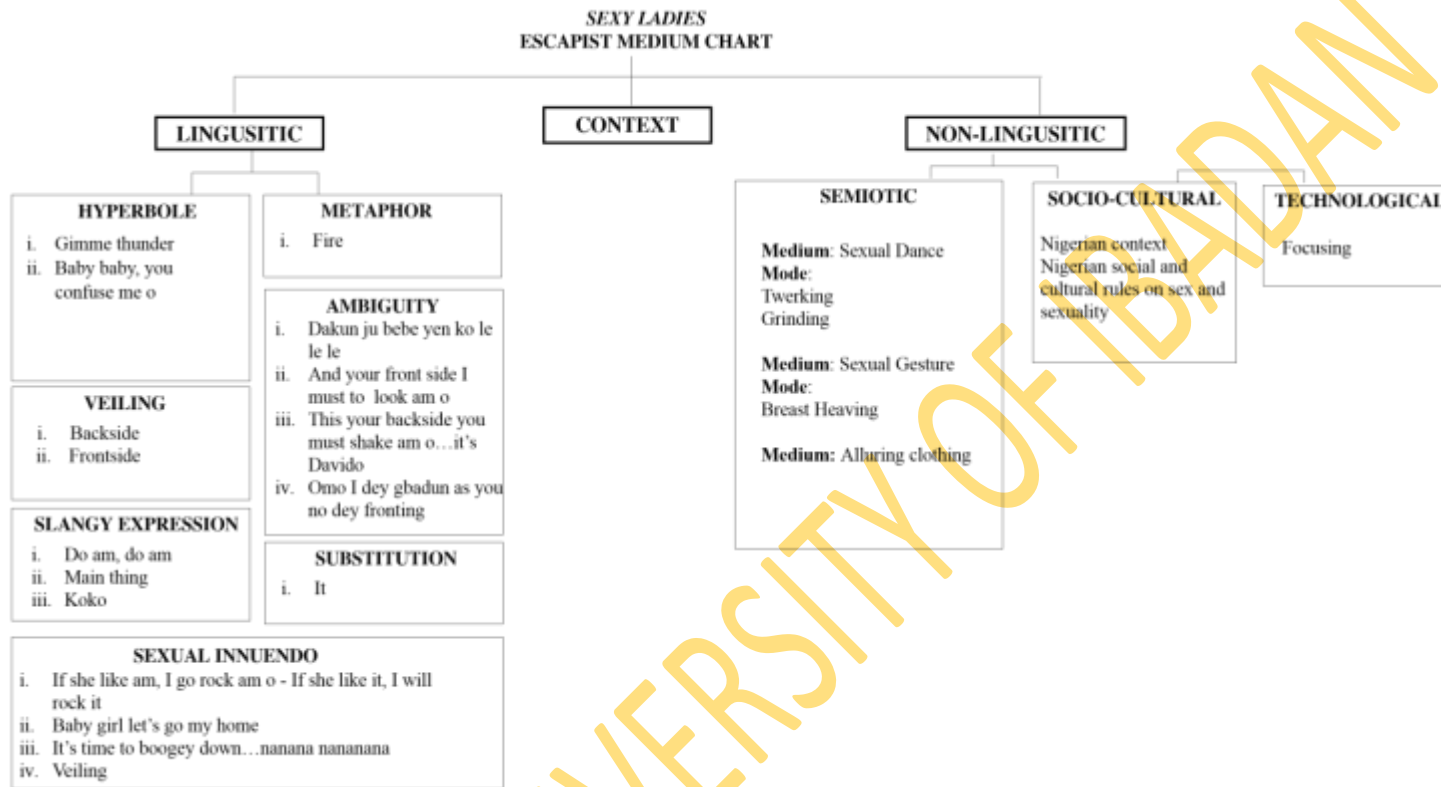 SEXY LADIES
ESCAPIST MEDIUM CHART
LINGUSITIC
CONTEXT
NON-LINGUSITIC
HYPERBOLE
i. Gimme thunder
ii. Baby baby, you
confuse me o
METAPHOR
i. Fire
AMBIGUITY
i. Dakun ju bebe yen ko le
le le
ii. And your front side I
must to look am o
iii. This your backside you
must shake am o…it's
Davido
iv. Omo I dey gbadun as you
no dey fronting
VEILING
i. Backside
ii. Frontside
SLANGY EXPRESSION
i. Do am, do am
ii. Main thing
iii. Koko
SUBSTITUTION
i. It
SEXUAL INNUENDO
i. If she like am, I go rock am o - If she like it, I will
rock it
ii. Baby girl let's go my home
iii. It's time to boogey down…nanana nananana
iv. Veiling
SEMIOTIC
Medium: Sexual Dance
Mode:
Twerking
Grinding
Medium: Sexual Gesture
Mode:
Breast Heaving
Medium: Alluring clothing
SOCIO-CULTURAL
Nigerian context
Nigerian social and
cultural rules on sex and
sexuality
TECHNOLOGICAL
Focusing
VERSITY OF IBADAN